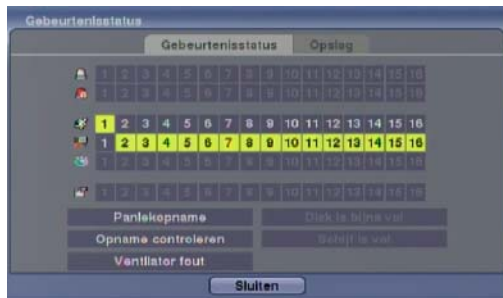 Gebeurtenisstatus
Gebeurtenisstatus Opslag
1 2 3 4 5 6 7 8 9 10 11 12 13 14 15 16
1 2 3 4 5 6 7 8 9 10 11 12 13 14 15 16
1 2 3 4 5 6 7 8 9 10 11 12 13 14 15 16
1 2 3 4 5 6 7 8 9 10 11 12 13 14 15 16
1 2 3 4 5 6 7 8 9 10 11 12 13 14 15 16
1 2 3 4 5 6 7 8 9 10 11 12 13 14 15 16
Paniekopname Disk is bijna vol
Opname controleren is vol
Ventilator fout
Sluiten